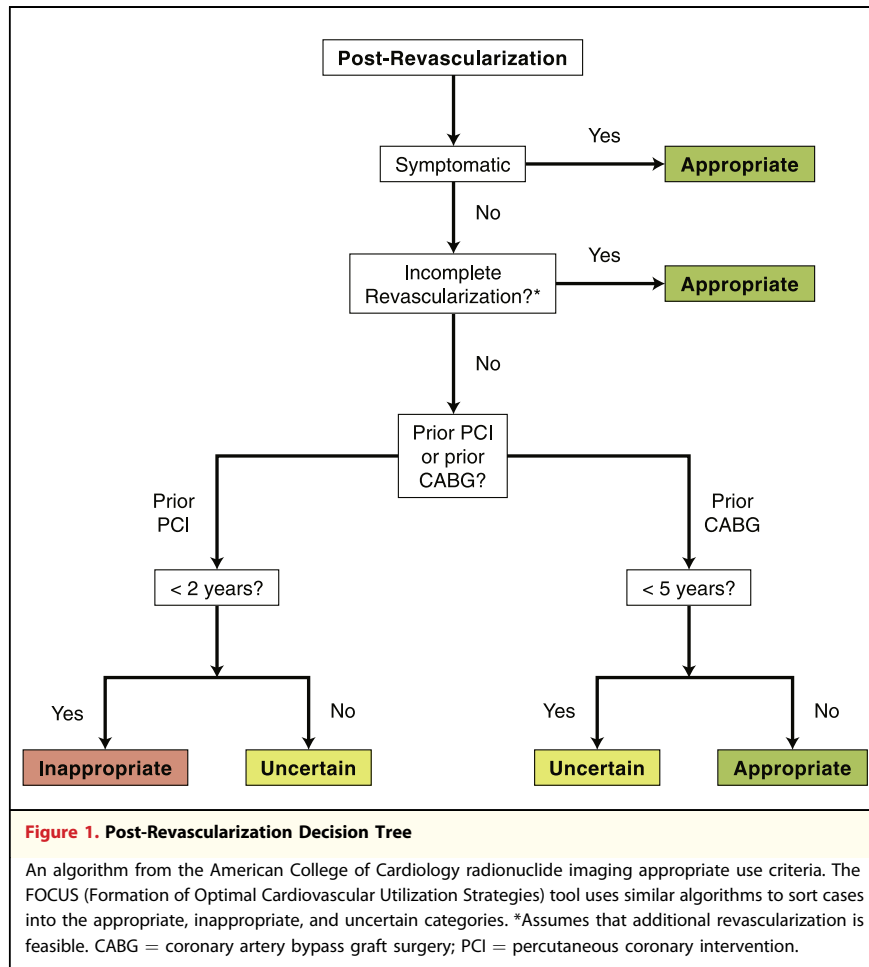 Post-Revascularization
Yes
Symptomatic
Appropriate
No
Yes
Incomplete
Revascularization?*
Appropriate
No
Prior PCI
or prior
CABG?
Prior
PCI
Prior
CABG
< 2 years?
< 5 years?
Yes
No
Yes
No
Inappropriate
Uncertain
Uncertain
Appropriate
Figure 1. Post-Revascularization Decision Tree
An algorithm from the American College of Cardiology radionuclide imaging appropriate use criteria. The
FOCUS (Formation of Optimal Cardiovascular Utilization Strategies) tool uses similar algorithms to sort cases
into the appropriate, inappropriate, and uncertain categories. *Assumes that additional revascularization is
feasible. CABG = coronary artery bypass graft surgery; PCI = percutaneous coronary intervention.